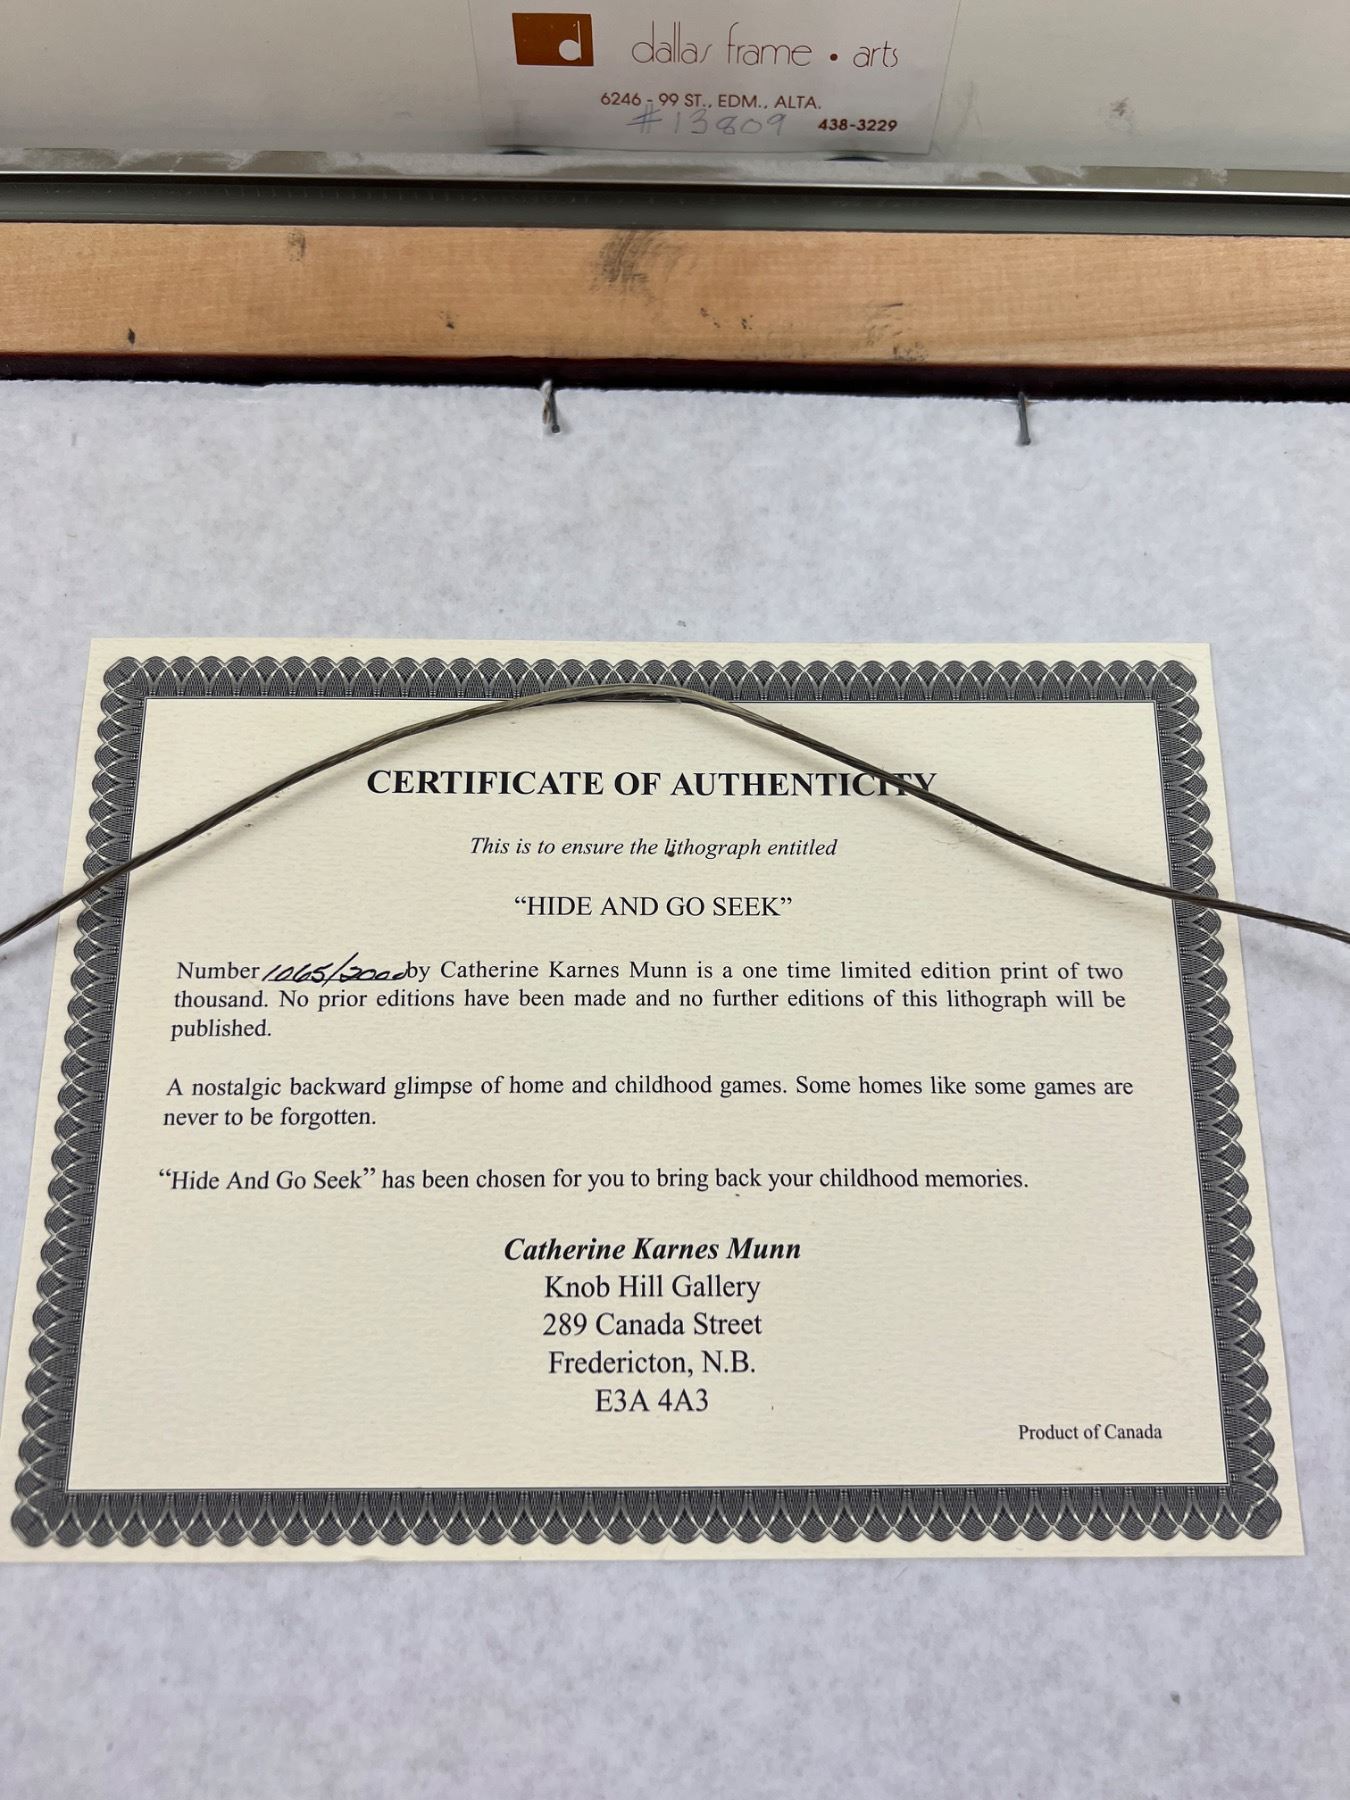 d dallas frame • arts
6246 - 99 ST., EDM., ALTA.
#13809 438-3229
CERTIFICATE OF AUTHENTICITY
This is to ensure the lithograph entitled
“HIDE AND GO SEEK”
Number 1065/2000 by Catherine Karnes Munn is a one time limited edition print of two
thousand. No prior editions have been made and no further editions of this lithograph will be
published.
A nostalgic backward glimpse of home and childhood games. Some homes like some games are
never to be forgotten.
“Hide And Go Seek” has been chosen for you to bring back your childhood memories.
Catherine Karnes Munn
Knob Hill Gallery
289 Canada Street
Fredericton, N.B.
E3A 4A3
Product of Canada